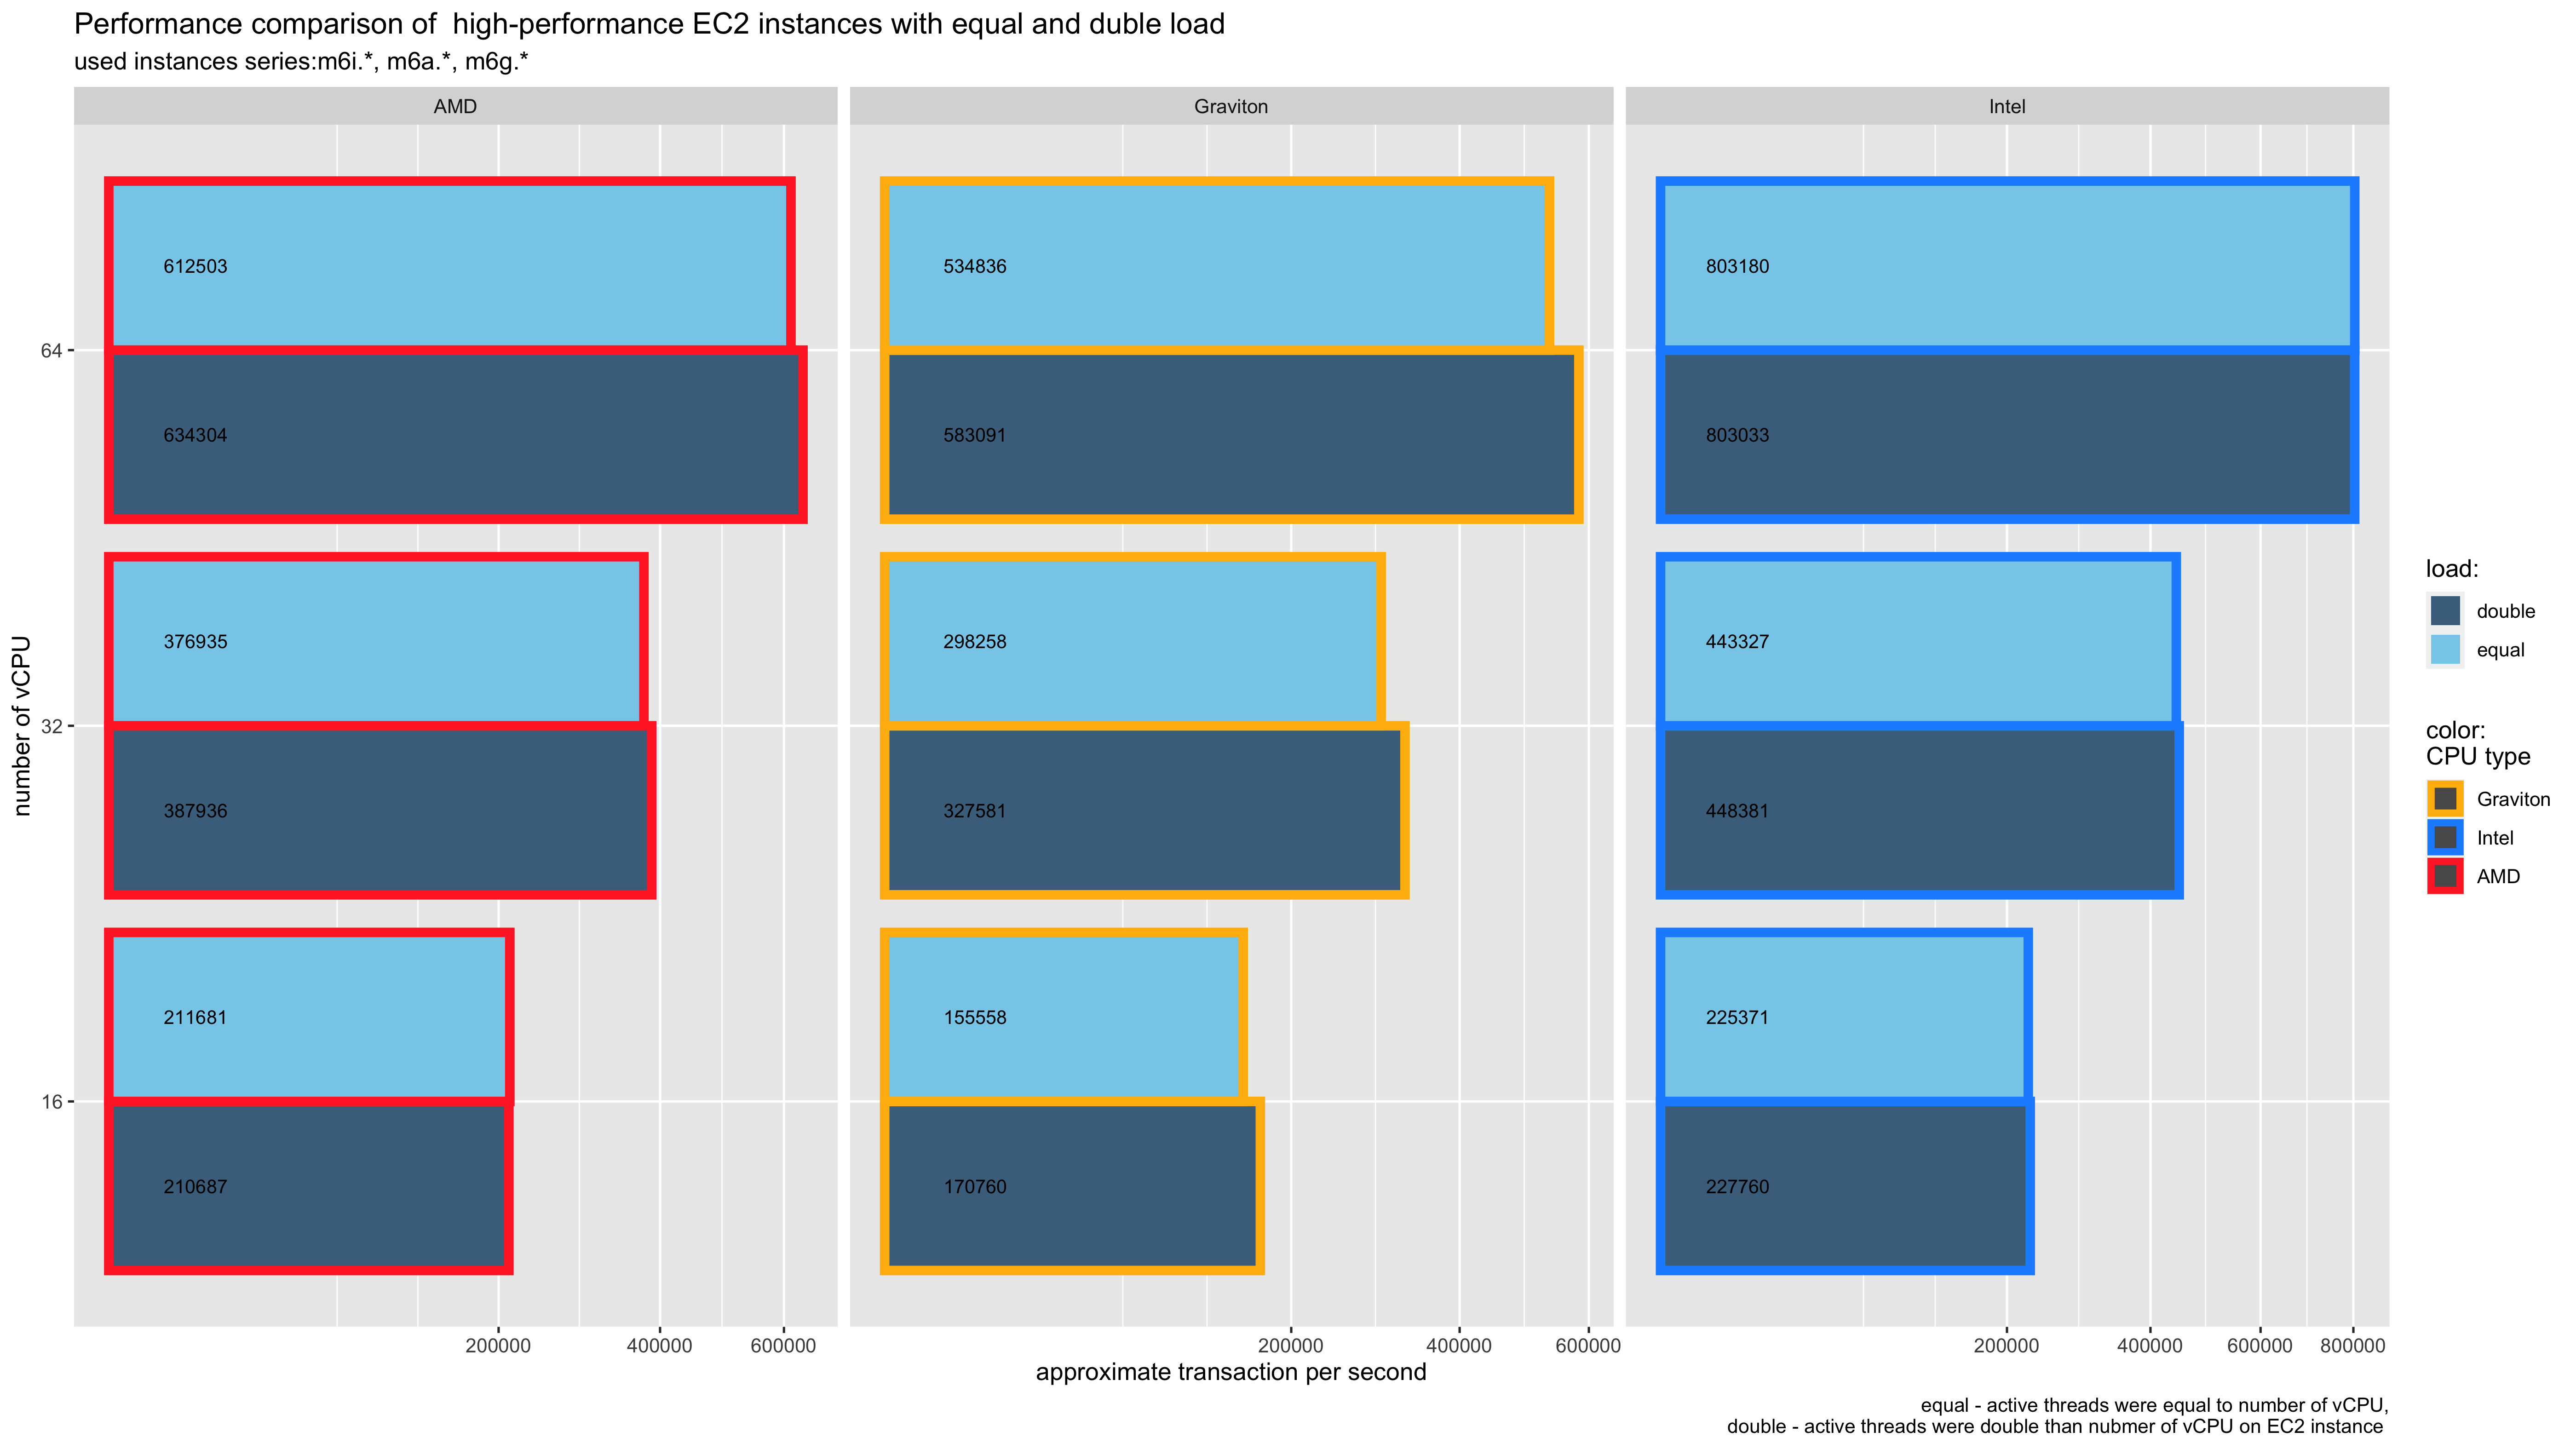 Performance comparison of  high-performance EC2 instances with equal and duble load
used instances series:m6i.*, m6a.*, m6g.*
AMD
Graviton
Intel
number of vCPU
64
32
16
612503
634304
376935
387936
211681
210687
534836
583091
298258
327581
155558
170760
803180
803033
443327
448381
225371
227760
200000 400000 600000
200000 400000 600000
200000 400000 600000 800000
approximate transaction per second
load:
double
equal
color:
CPU type
Graviton
Intel
AMD
equal - active threads were equal to number of vCPU,
double - active threads were double than nubmer of vCPU on EC2 instance